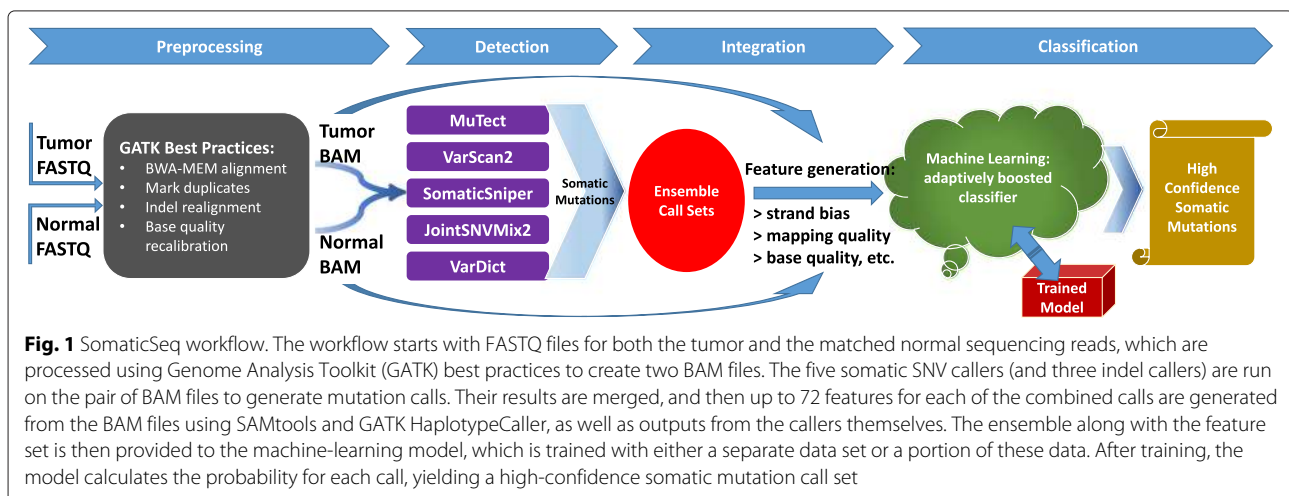 Preprocessing
Detection
Integration
Classification
Tumor
FASTQ
Normal
FASTQ
GATK Best Practices:
• BWA-MEM alignment
• Mark duplicates
• Indel realignment
• Base quality
recalibration
Tumor
BAM
Normal
BAM
MuTect
VarScan2
SomaticSniper
JointSNVMix2
VarDict
Somatic
Mutations
Ensemble
Call Sets
Feature generation:
> strand bias
> mapping quality
> base quality, etc.
Machine Learning:
adaptively boosted
classifier
Trained
Model
High
Confidence
Somatic
Mutations
Fig. 1 SomaticSeq workflow. The workflow starts with FASTQ files for both the tumor and the matched normal sequencing reads, which are
processed using Genome Analysis Toolkit (GATK) best practices to create two BAM files. The five somatic SNV callers (and three indel callers) are run
on the pair of BAM files to generate mutation calls. Their results are merged, and then up to 72 features for each of the combined calls are generated
from the BAM files using SAMtools and GATK HaplotypeCaller, as well as outputs from the callers themselves. The ensemble along with the feature
set is then provided to the machine-learning model, which is trained with either a separate data set or a portion of these data. After training, the
model calculates the probability for each call, yielding a high-confidence somatic mutation call set